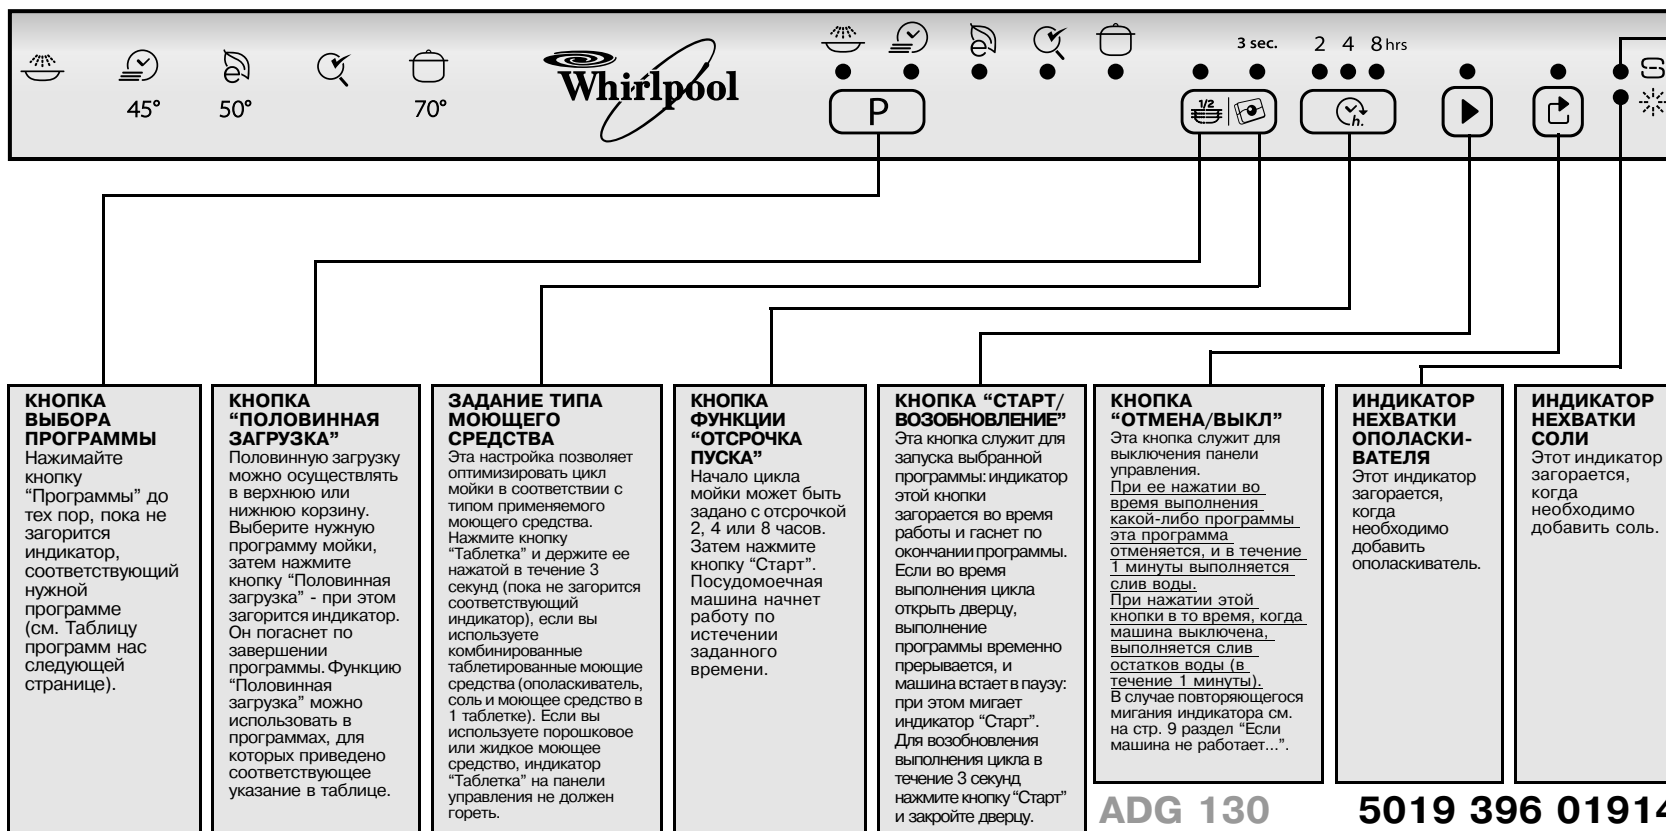 3 sec. 2 4 8 hrs
45° 50° 70°
Whirlpool
P
1/2
h.
КНОПКА
ВЫБОРА
ПРОГРАММЫ
Нажимайте
кнопку
“Программы” до
тех пор, пока не
загорится
индикатор,
соответствующий
нужной
программе
(см. Таблицу
программ нас
следующей
странице).
КНОПКА
“ПОЛОВИННАЯ
ЗАГРУЗКА”
Половинную загрузку
можно осуществлять
в верхнюю или
нижнюю корзину.
Выберите нужную
программу мойки,
затем нажмите
кнопку “Половинная
загрузка” - при этом
загорится индикатор.
Он погаснет по
завершении
программы. Функцию
“Половинная
загрузка” можно
использовать в
программах, для
которых приведено
соответствующее
указание в таблице.
ЗАДАНИЕ ТИПА
МОЮЩЕГО
СРЕДСТВА
Эта настройка позволяет
оптимизировать цикл
мойки в соответствии с
типом применяемого
моющего средства.
Нажмите кнопку
“Таблетка” и держите ее
нажатой в течение 3
секунд (пока не загорится
соответствующий
индикатор), если вы
используете
комбинированные
таблетированные моющие
средства (ополаскиватель,
соль и моющее средство в
1 таблетке). Если вы
используете порошковое
или жидкое моющее
средство, индикатор
“Таблетка” на панели
управления не должен
гореть.
КНОПКА
ФУНКЦИИ
“ОТСРОЧКА
ПУСКА”
Начало цикла
мойки может быть
задано с отсрочкой
2, 4 или 8 часов.
Затем нажмите
кнопку “Старт”.
Посудомоечная
машина начнет
работу по
истечении
заданного
времени.
КНОПКА “СТАРТ/
ВОЗОБНОВЛЕНИЕ”
Эта кнопка служит для
запуска выбранной
программы: индикатор
этой кнопки
загорается во время
работы и гаснет по
окончании программы.
Если во время
выполнения цикла
открыть дверцу,
выполнение
программы временно
прерывается, и
машина встает в паузу:
при этом мигает
индикатор “Старт”.
Для возобновления
выполнения цикла в
течение 3 секунд
нажмите кнопку “Старт”
и закройте дверцу.
КНОПКА
“ОТМЕНА/ВЫКЛ”
Эта кнопка служит для
выключения панели
управления.
При ее нажатии во
время выполнения
какой-либо программы
эта программа
отменяется, и в течение
1 минуты выполняется
слив воды.
При нажатии этой
кнопки в то время, когда
машина выключена,
выполняется слив
остатков воды (в
течение 1 минуты).
В случае повторяющегося
мигания индикатора см.
на стр. 9 раздел “Если
машина не работает...”.
ИНДИКАТОР
НЕХВАТКИ
ОПОЛАСКИ-
ВАТЕЛЯ
Этот индикатор
загорается,
когда
необходимо
добавить
ополаскиватель.
ИНДИКАТОР
НЕХВАТКИ
СОЛИ
Этот индикатор
загорается,
когда
необходимо
добавить соль.
ADG 130 5019 396 01914